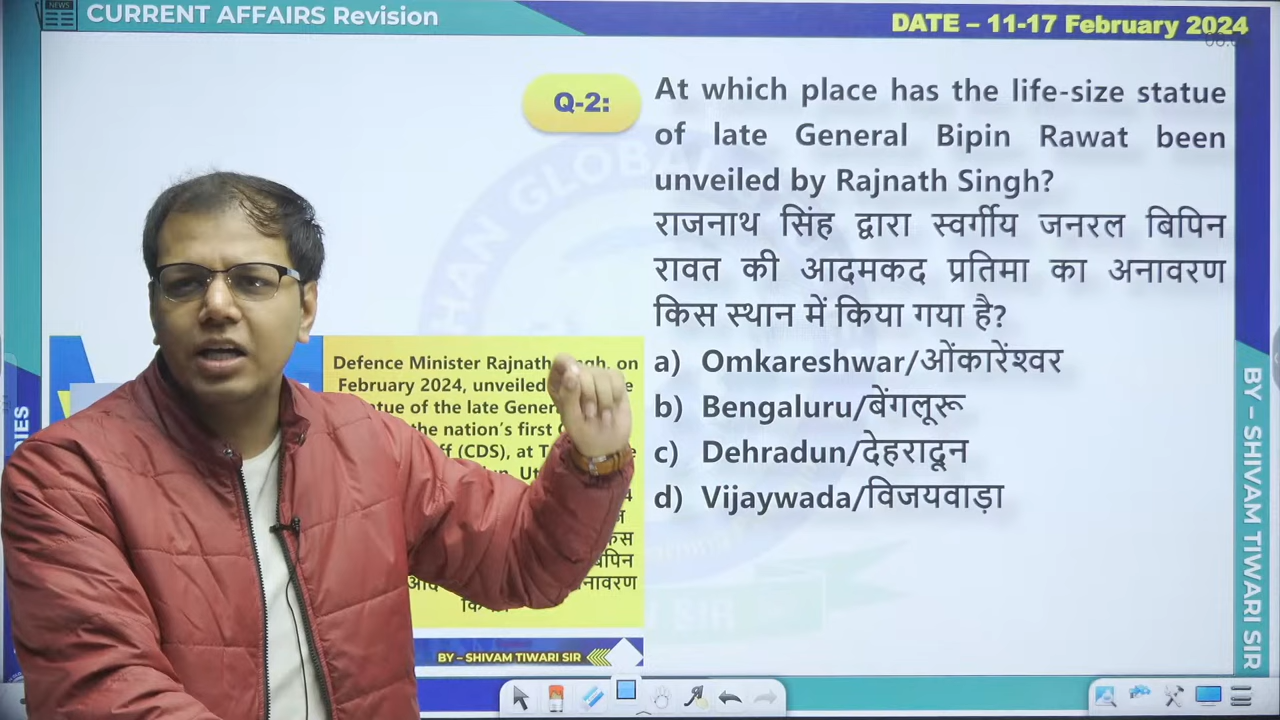 NEWS
CURRENT AFFAIRS Revision
DATE – 11-17 February 2024
Q-2:
At which place has the life-size statue
of late General Bipin Rawat been
unveiled by Rajnath Singh?
राजनाथ सिंह द्वारा स्वर्गीय जनरल बिपिन
रावत की आदमकद प्रतिमा का अनावरण
किस स्थान में किया गया है?
a) Omkareshwar/ओंकारेंश्वर
b) Bengaluru/बेंगलूरू
c) Dehradun/देहरादून
d) Vijaywada/विजयवाड़ा
Defence Minister Rajnath on
February 2024, unveiled
of the late
the nation's first
(CDS), at
BY – SHIVAM TIWARI SIR
BY – SHIVAM TIWARI SIR